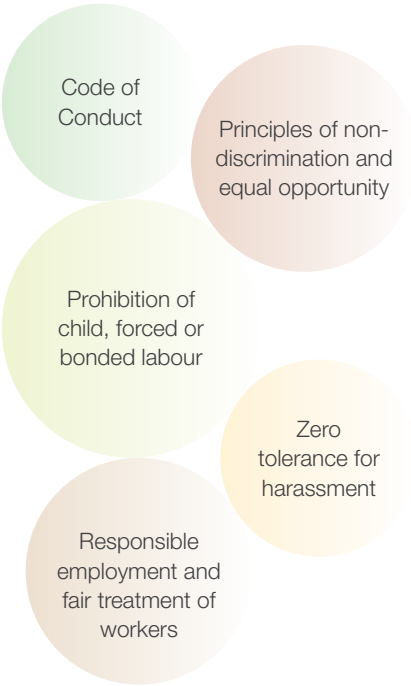 Code of
Conduct
Principles of non-
discrimination and
equal opportunity
Prohibition of
child, forced or
bonded labour
Zero
tolerance for
harassment
Responsible
employment and
fair treatment of
workers